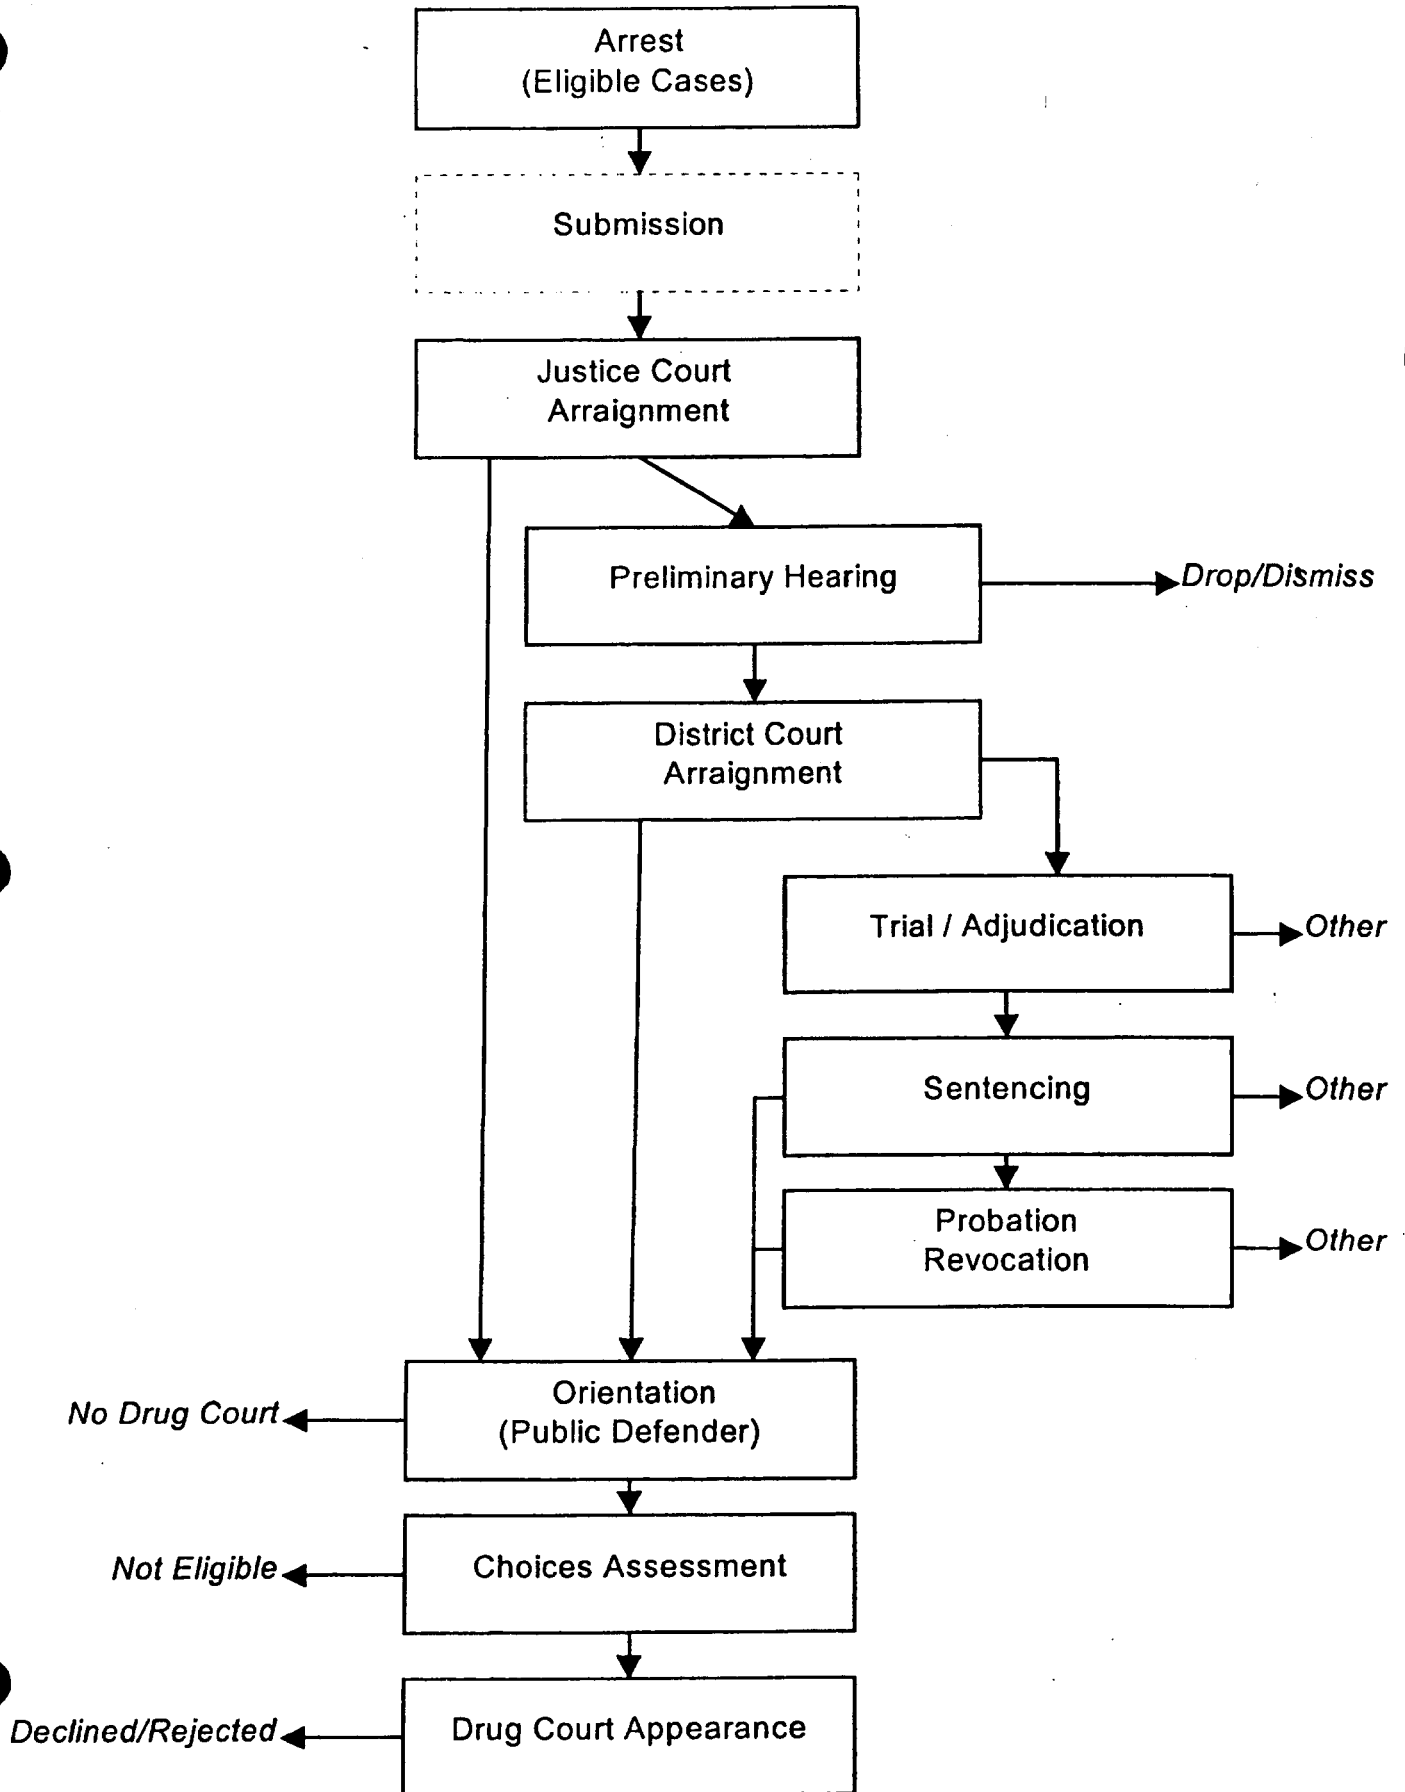 Arrest
(Eligible Cases)
Submission
Justice Court
Arraignment
Preliminary Hearing
Drop/Dismiss
District Court
Arraignment
Trial / Adjudication
Other
Sentencing
Other
Probation
Revocation
Other
Orientation
(Public Defender)
No Drug Court
Choices Assessment
Not Eligible
Drug Court Appearance
Declined/Rejected